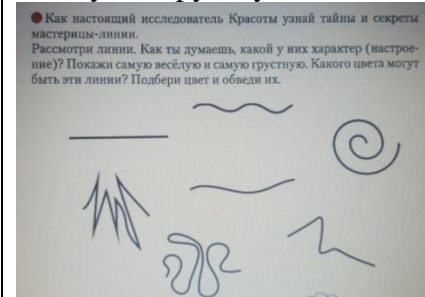 Как настоящий исследователь Красоты узнай тайны и секреты
мастерицы-линии.
Рассмотри линии. Как ты думаешь, какой у них характер (настрое-
ние)? Покажи самую весёлую и самую грустную. Какого цвета могут
быть эти линии? Подбери цвет и обведи их.